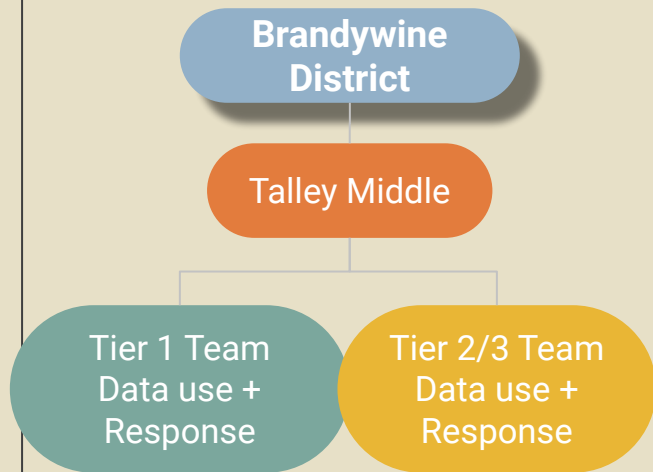 Brandywine
District
Talley Middle
Tier 1 Team
Data use +
Response
Tier 2/3 Team
Data use +
Response